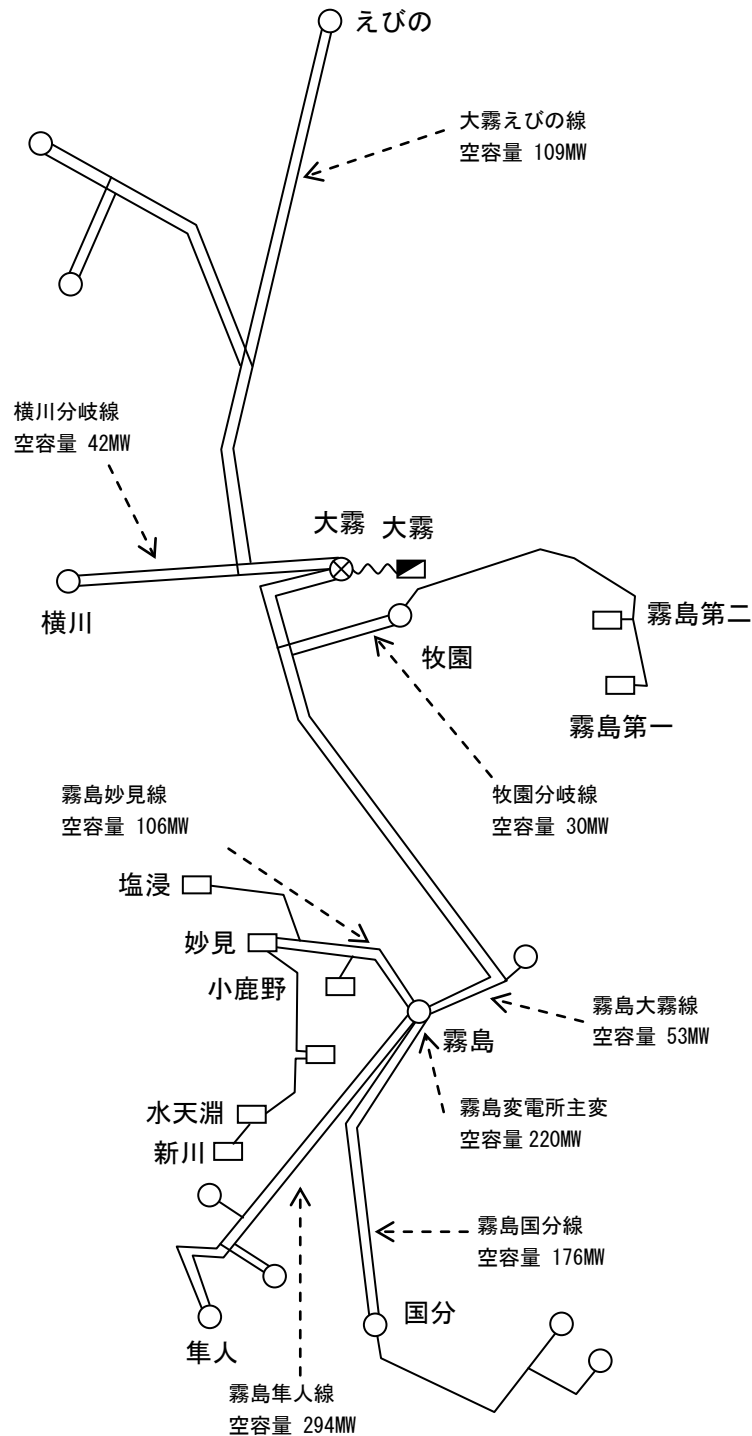 えびの
大霧えびの線
空容量 109MW
横川分岐線
空容量 42MW
大霧
大霧
横川
牧園
霧島第二
霧島第一
霧島妙見線
空容量 106MW
牧園分岐線
空容量 30MW
塩浸
妙見
小鹿野
霧島
霧島大霧線
空容量 53MW
水天淵
新川
霧島変電所主変
空容量 220MW
霧島国分線
空容量 176MW
国分
隼人
霧島隼人線
空容量 294MW